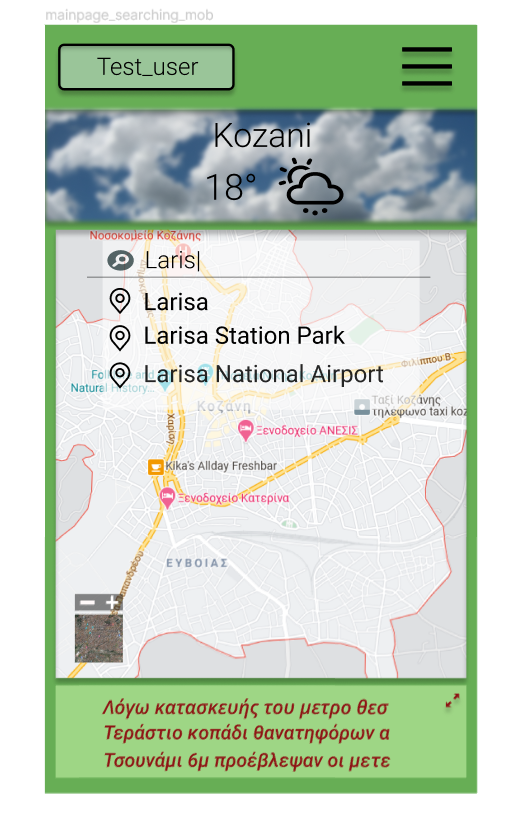 mainpage_searching_mob
Test_user
Kozani
18°
Νοσοκομείο Κοζάνης
Laris
Larisa
Larisa Station Park
Larisa National Airport
Φιλίππου Β
Natural History...
Κοζάνη
Ταξί Κοζάνης
τηλέφωνο taxi κοζ
Ξενοδοχείο ΑΝΕΣΙΣ
Kika's Allday Freshbar
Ξενοδοχείο Κατερίνα
ΕΥΒΟΙΑΣ
Λόγω κατασκευής του μετρο θεσ
Τεράστιο κοπάδι θανατηφόρων α
Τσουνάμι 6μ προέβλεψαν οι μετε